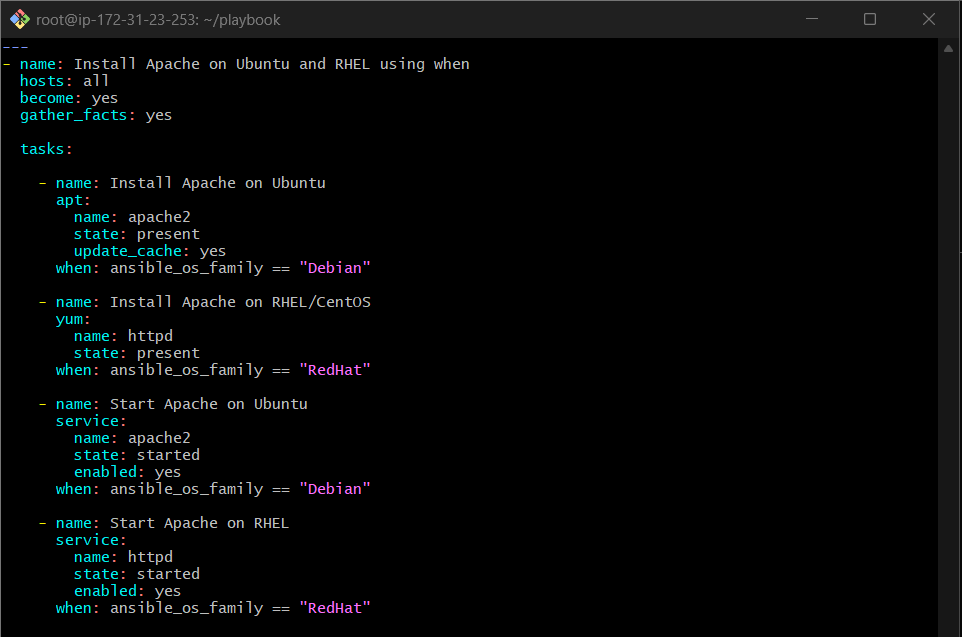 root@ip-172-31-23-253: ~/playbook
---
- name: Install Apache on Ubuntu and RHEL using when
  hosts: all
  become: yes
  gather_facts: yes

  tasks:

    - name: Install Apache on Ubuntu
      apt:
        name: apache2
        state: present
        update_cache: yes
      when: ansible_os_family == "Debian"

    - name: Install Apache on RHEL/CentOS
      yum:
        name: httpd
        state: present
      when: ansible_os_family == "RedHat"

    - name: Start Apache on Ubuntu
      service:
        name: apache2
        state: started
        enabled: yes
      when: ansible_os_family == "Debian"

    - name: Start Apache on RHEL
      service:
        name: httpd
        state: started
        enabled: yes
      when: ansible_os_family == "RedHat"